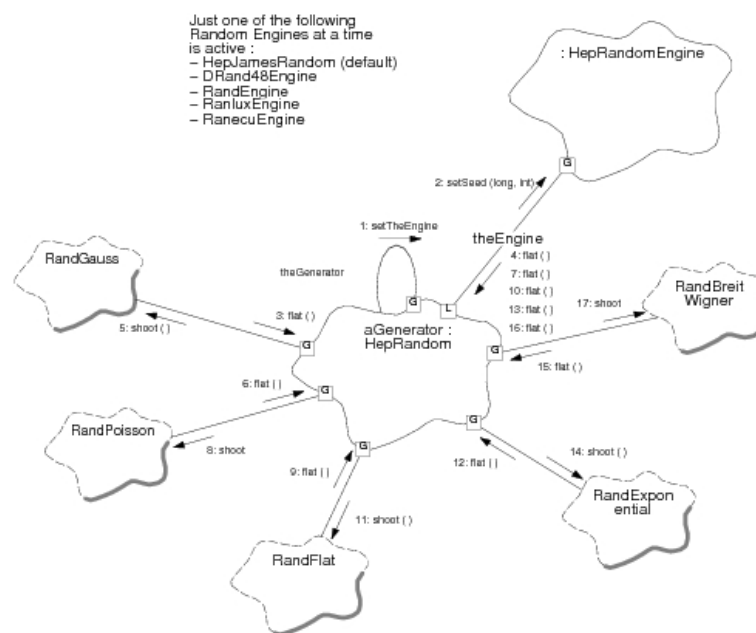 Just one of the following
Random Engines at a time
is active :
– HepJamesRandom (default)
– DRand48Engine
– RandEngine
– RanluxEngine
– RanecuEngine
: HepRandomEngine
G
2: setSeed (long, int)
1: setTheEngine
theEngine
4: flat ( )
7: flat ( )
10: flat ( )
13: flat ( )
16: flat ( )
RandGauss
theGenerator
RandBreit
Wigner
17: shoot
3: flat ( )
5: shoot ( )
G
L
aGenerator :
HepRandom
G
G
15: flat ( )
6: flat ( )
G
RandPoisson
8: shoot
G
G
9: flat ( )
12: flat ( )
14: shoot ( )
11: shoot ( )
RandExpon
ential
RandFlat